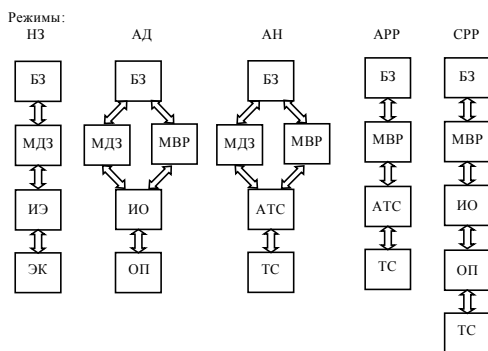 Режимы:
НЗ АД АН АРР СРР
БЗ БЗ БЗ БЗ БЗ
МДЗ МДЗ МВР МДЗ МВР МВР МВР
ИЭ ИО АТС АТС ИО
ЭК ОП ТС ТС ОП
ТС